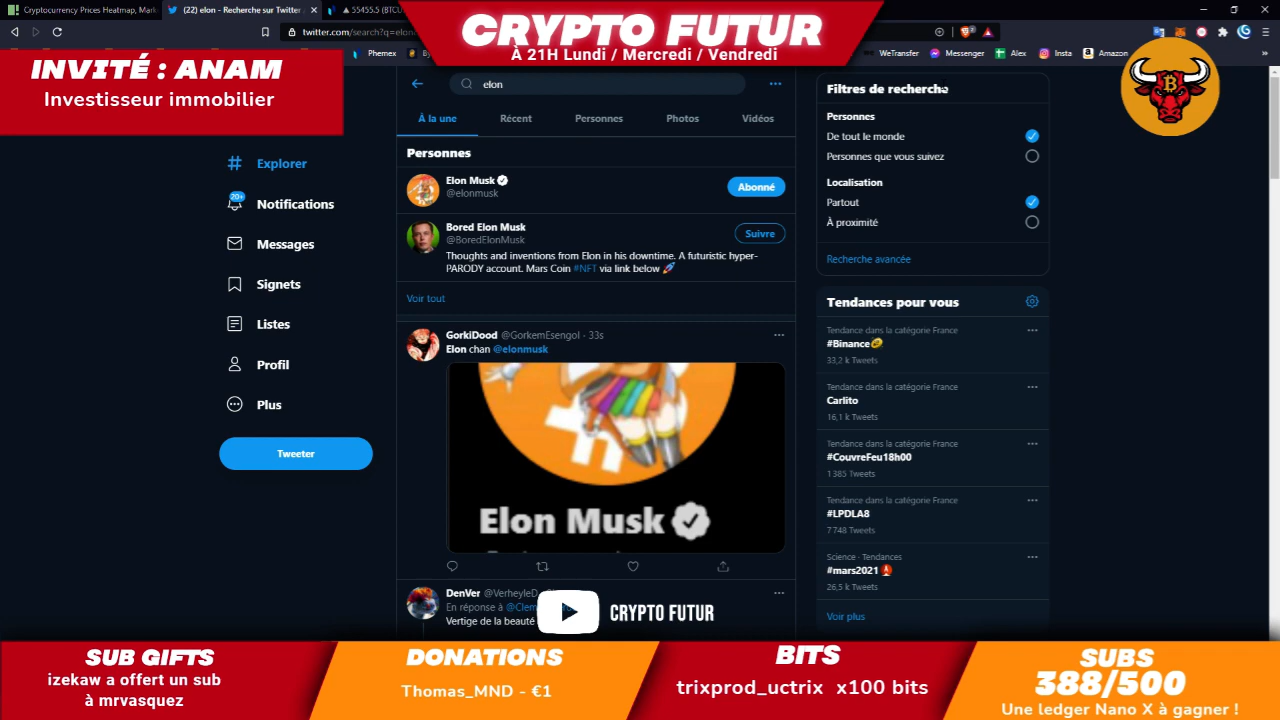 Cryptocurrency Prices Heatmap, Mark
(22) elon - Recherche sur Twitter
▲ 55455.5 (BTCU
twitter.com/search?q=elon
CRYPTO FUTUR
À 21H Lundi / Mercredi / Vendredi
Phemex
WeTransfer
Messenger
Alex
Insta
Amazon
INVITÉ : ANAM
Investisseur immobilier
elon
À la une
Récent
Personnes
Photos
Vidéos
Explorer
20+
Notifications
Messages
Signets
Listes
Profil
Plus
Tweeter
Personnes
Elon Musk
@elonmusk
Abonné
Bored Elon Musk
@BoredElonMusk
Suivre
Thoughts and inventions from Elon in his downtime. A futuristic hyper-
PARODY account. Mars Coin #NFT via link below 🚀
Voir tout
GorkiDood @GorkemEsengol · 33s
Elon chan @elonmusk
Elon Musk
DenVer @VerheyleD
En réponse à @Clem
Vertige de la beauté
Filtres de recherche
Personnes
De tout le monde
Personnes que vous suivez
Localisation
Partout
À proximité
Recherche avancée
Tendances pour vous
Tendance dans la catégorie France
#Binance
33,2 k Tweets
Tendance dans la catégorie France
Carlito
16,1 k Tweets
Tendance dans la catégorie France
#CouvreFeu18h00
1 385 Tweets
Tendance dans la catégorie France
#LPDLA8
7 748 Tweets
Science · Tendances
#mars2021
26,5 k Tweets
Voir plus
CRYPTO FUTUR
SUB GIFTS
izekaw a offert un sub
à mrvasquez
DONATIONS
Thomas_MND - €1
BITS
trixprod_uctrix x100 bits
SUBS
388/500
Une ledger Nano X à gagner !